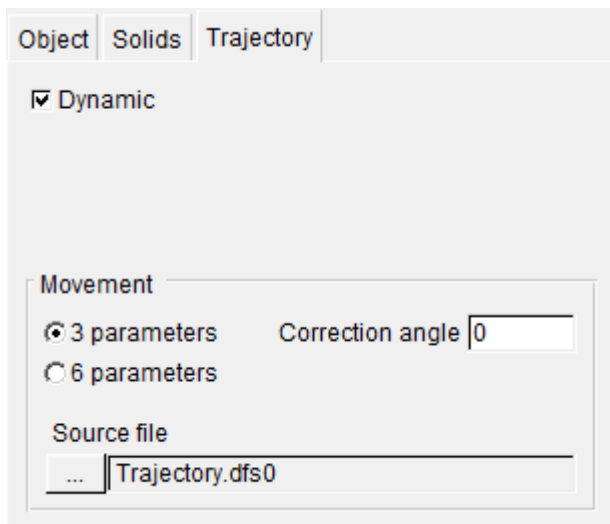 Object Solids Trajectory
Dynamic
Movement
3 parameters Correction angle 0
6 parameters
Source file
... Trajectory.dfs0